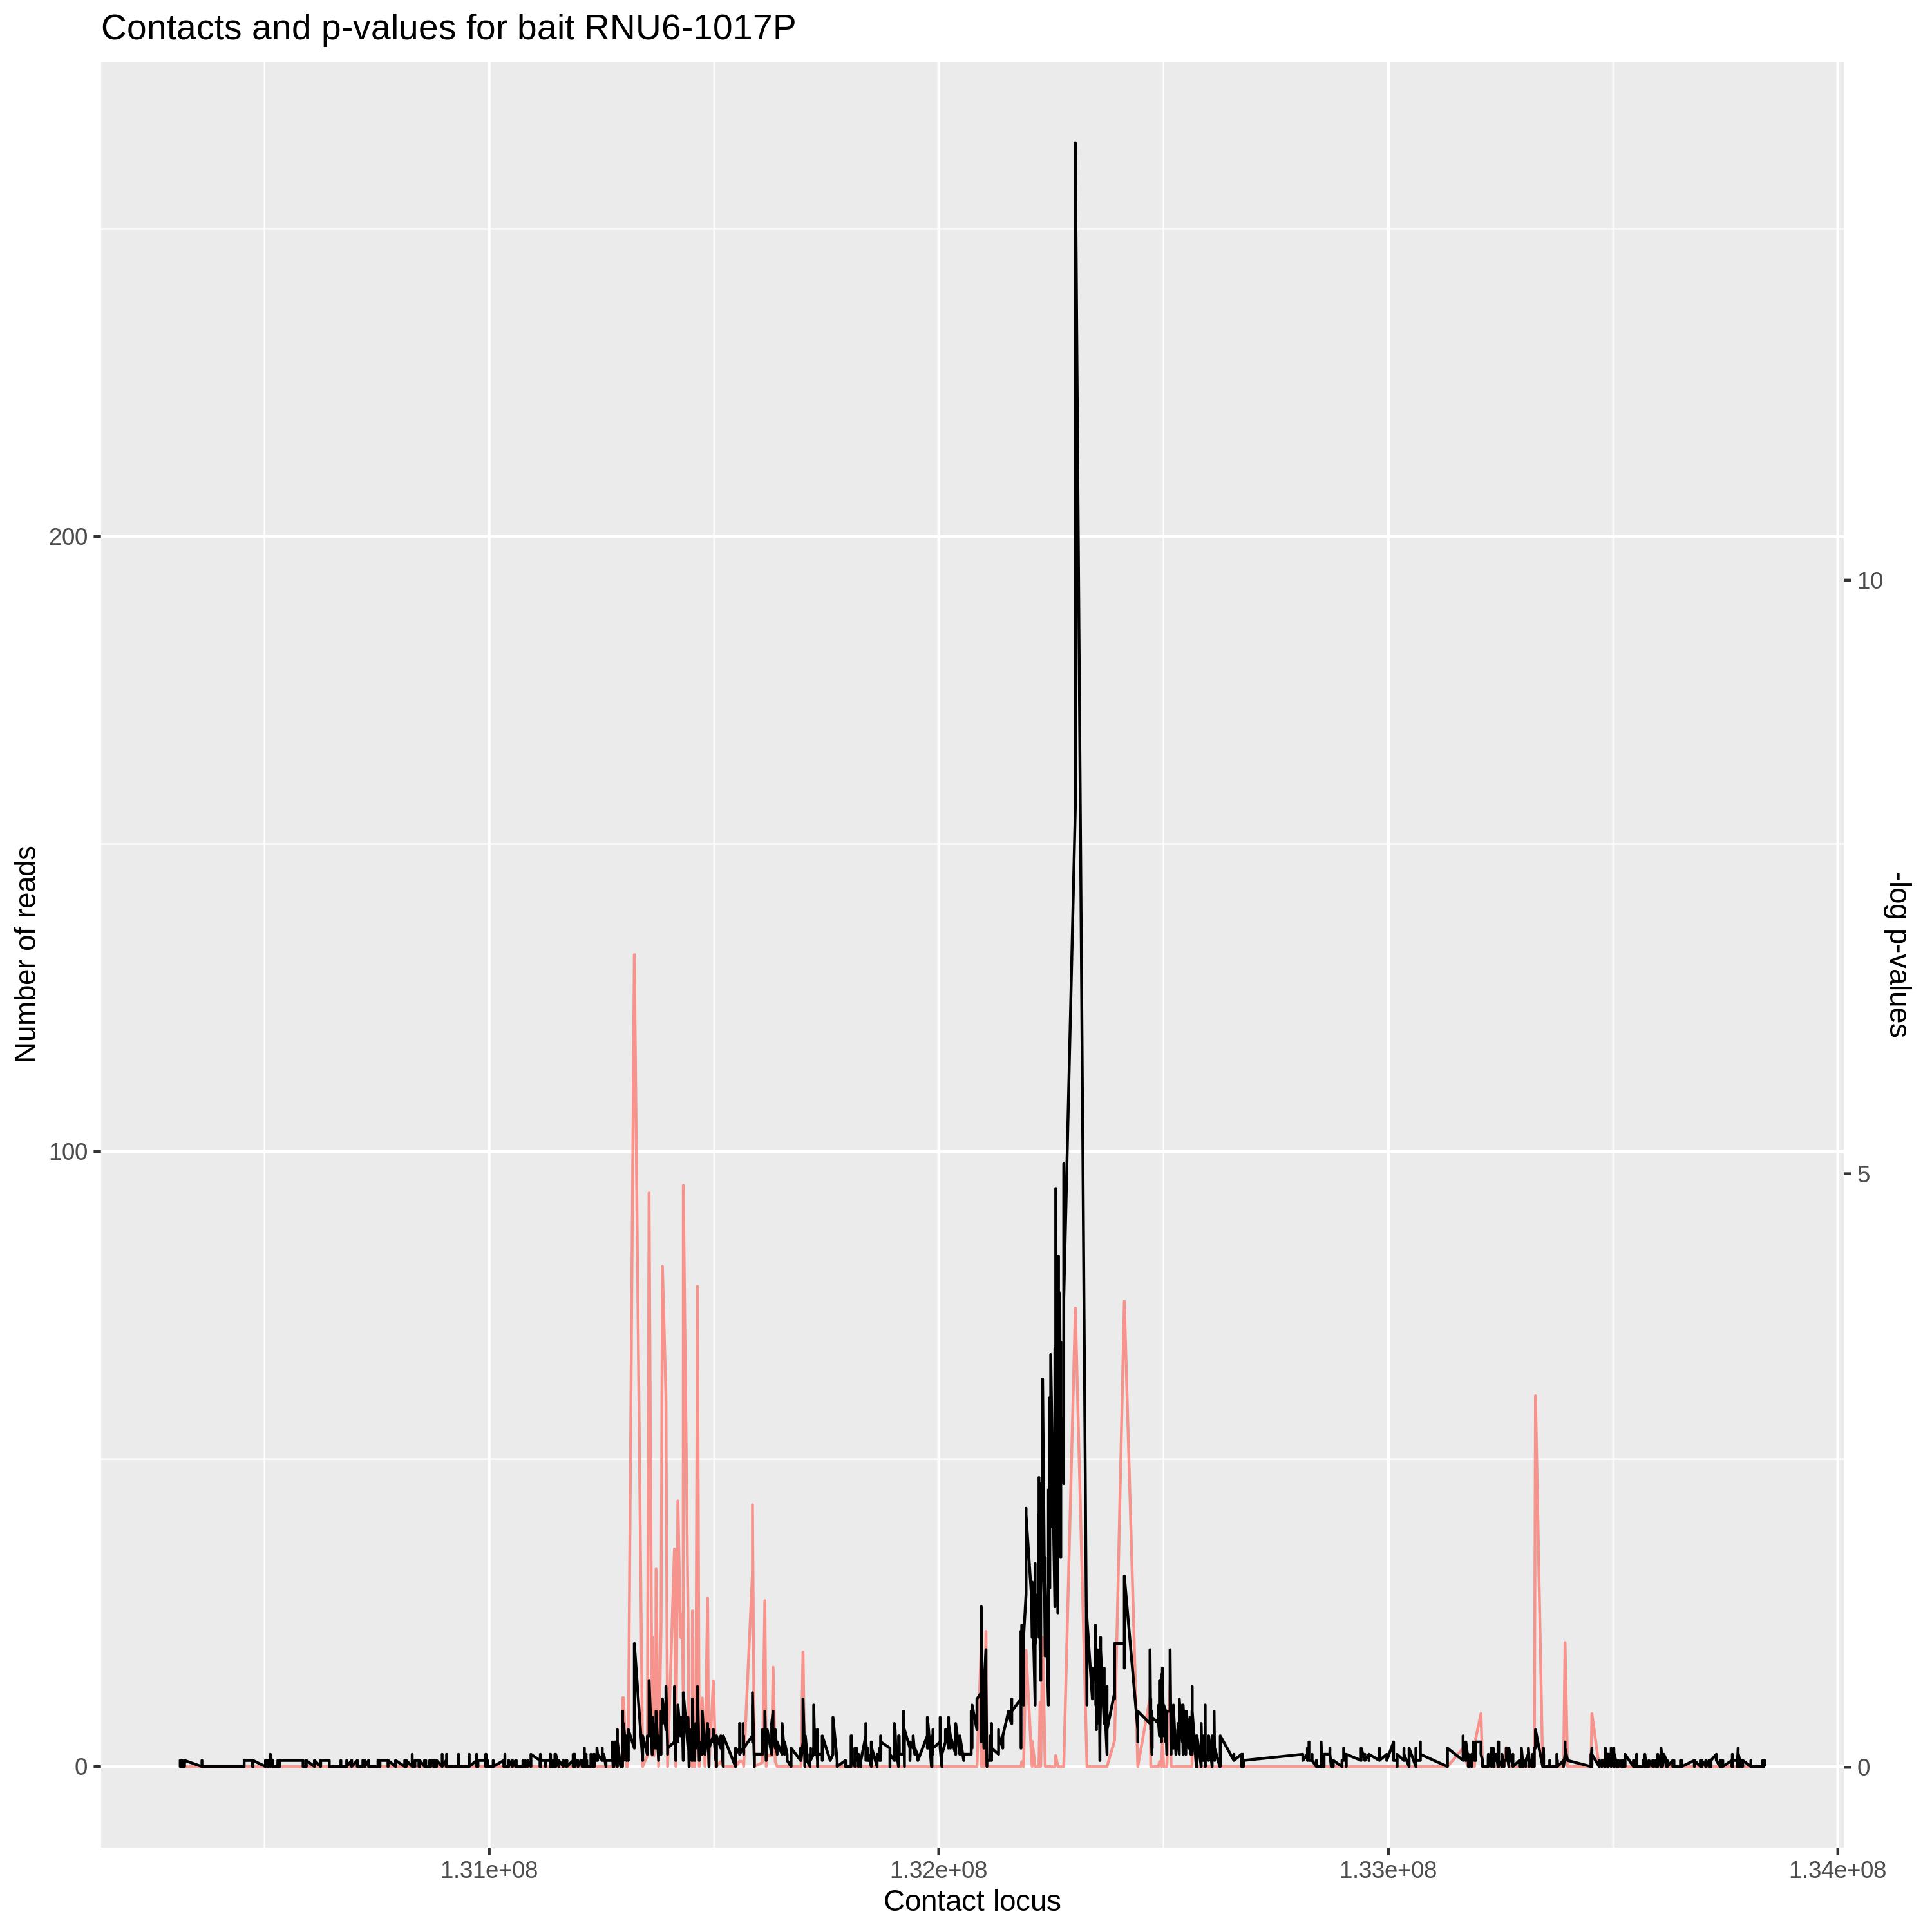 Contacts and p-values for bait RNU6-1017P
200
100
0
Number of reads
10
5
0
-log p-values
1.31e+08
1.32e+08
1.33e+08
1.34e+08
Contact locus